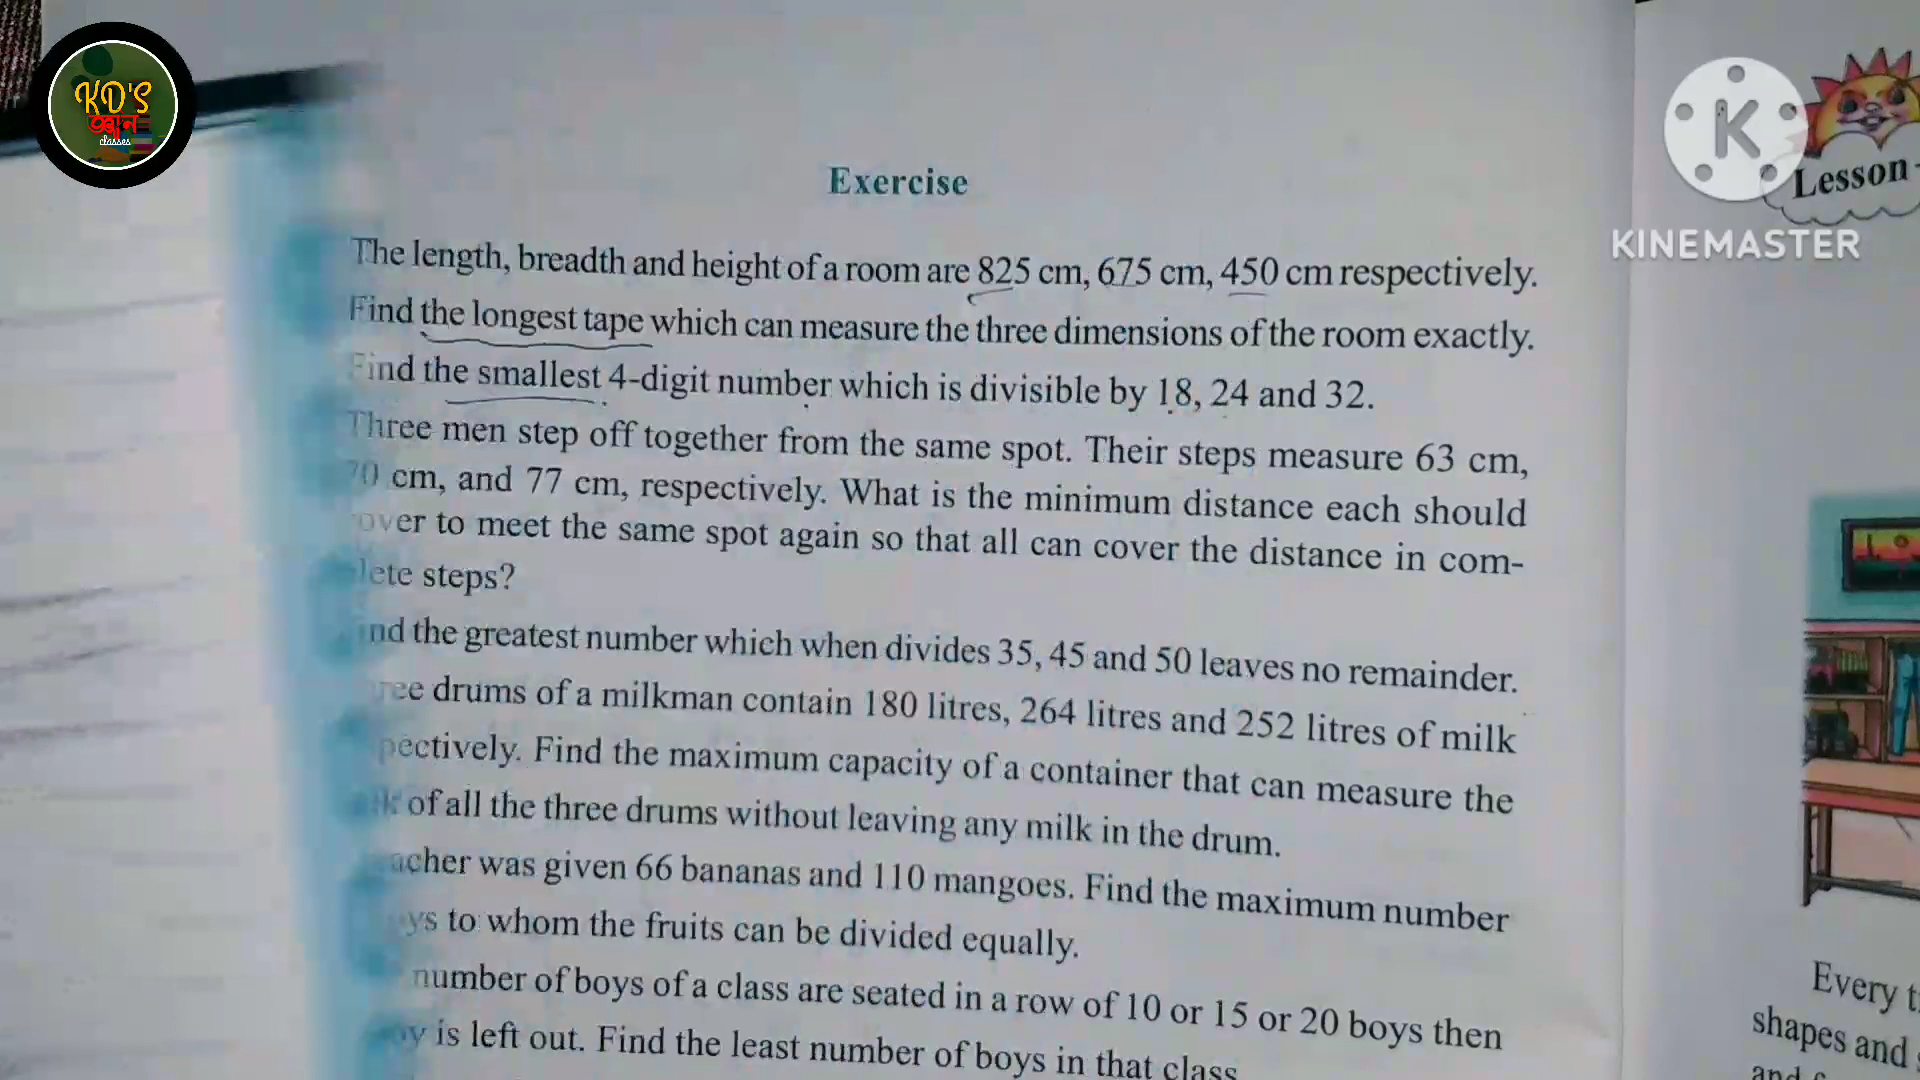 KD'S
জ্ঞান
classes
KINEMASTER
Lesson-
Exercise
The length, breadth and height of a room are 825 cm, 675 cm, 450 cm respectively.
Find the longest tape which can measure the three dimensions of the room exactly.
Find the smallest 4-digit number which is divisible by 18, 24 and 32.
Three men step off together from the same spot. Their steps measure 63 cm,
70 cm, and 77 cm, respectively. What is the minimum distance each should
over to meet the same spot again so that all can cover the distance in com-
lete steps?
nd the greatest number which when divides 35, 45 and 50 leaves no remainder.
ree drums of a milkman contain 180 litres, 264 litres and 252 litres of milk
pectively. Find the maximum capacity of a container that can measure the
lk of all the three drums without leaving any milk in the drum.
acher was given 66 bananas and 110 mangoes. Find the maximum number
ys to whom the fruits can be divided equally.
number of boys of a class are seated in a row of 10 or 15 or 20 boys then
oy is left out. Find the least number of boys in that class
Every t
shapes and